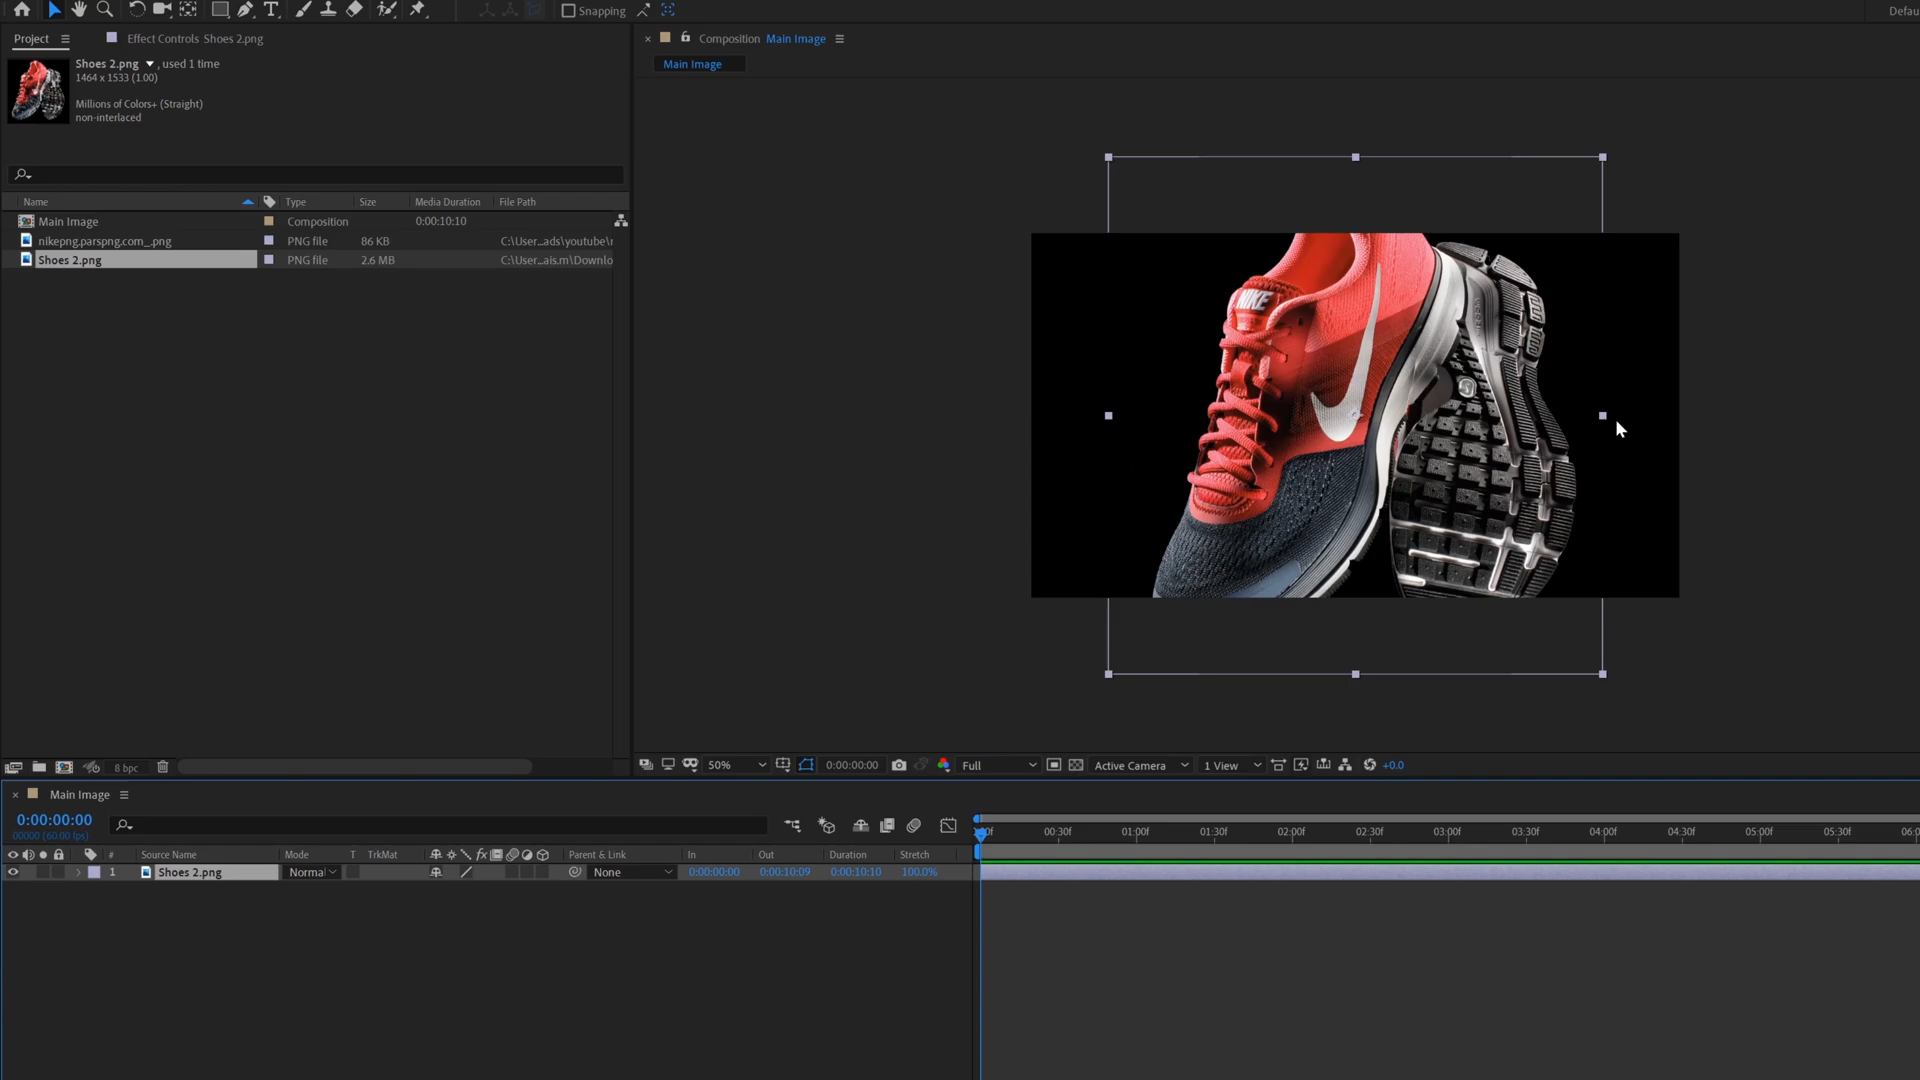 Snapping
Defau
Project
Effect Controls Shoes 2.png
Composition Main Image
Shoes 2.png , used 1 time
1464 x 1533 (1.00)
Millions of Colors+ (Straight)
non-interlaced
Main Image
Name Type Size Media Duration File Path
Main Image Composition 0:00:10:10
nikepng.parspng.com_.png PNG file 86 KB C:\User...ads\youtube\r
Shoes 2.png PNG file 2.6 MB C:\User...ais.m\Downlo
NIKE
8 bpc
50% 0:00:00:00 Full Active Camera 1 View +0.0
Main Image
0:00:00:00
00000 (60.00 fps)
00:30f 01:00f 01:30f 02:00f 02:30f 03:00f 03:30f 04:00f 04:30f 05:00f 05:30f 06:0
# Source Name Mode T TrkMat fx Parent & Link In Out Duration Stretch
1 Shoes 2.png Normal None 0:00:00:00 0:00:10:09 0:00:10:10 100.0%